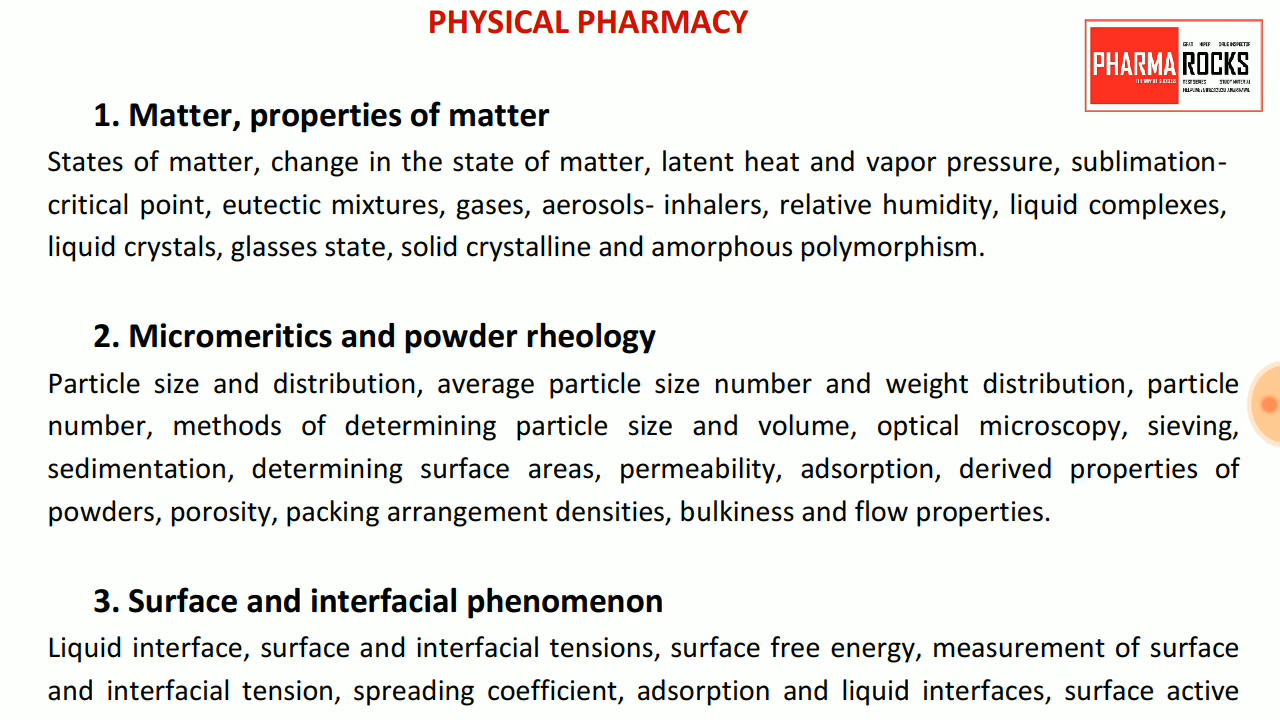 PHYSICAL PHARMACY
PHARMA ROCKS
1. Matter, properties of matter
States of matter, change in the state of matter, latent heat and vapor pressure, sublimation-
critical point, eutectic mixtures, gases, aerosols- inhalers, relative humidity, liquid complexes,
liquid crystals, glasses state, solid crystalline and amorphous polymorphism.
2. Micromeritics and powder rheology
Particle size and distribution, average particle size number and weight distribution, particle
number, methods of determining particle size and volume, optical microscopy, sieving,
sedimentation, determining surface areas, permeability, adsorption, derived properties of
powders, porosity, packing arrangement densities, bulkiness and flow properties.
3. Surface and interfacial phenomenon
Liquid interface, surface and interfacial tensions, surface free energy, measurement of surface
and interfacial tension, spreading coefficient, adsorption and liquid interfaces, surface active